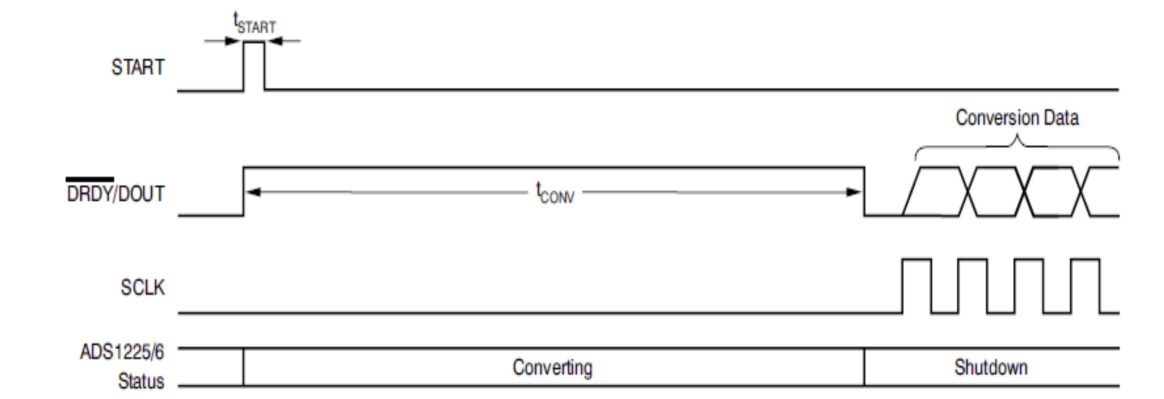 tSTART
START
Conversion Data
DRDY/DOUT
tCONV
SCLK
ADS1225/6
Status
Converting
Shutdown